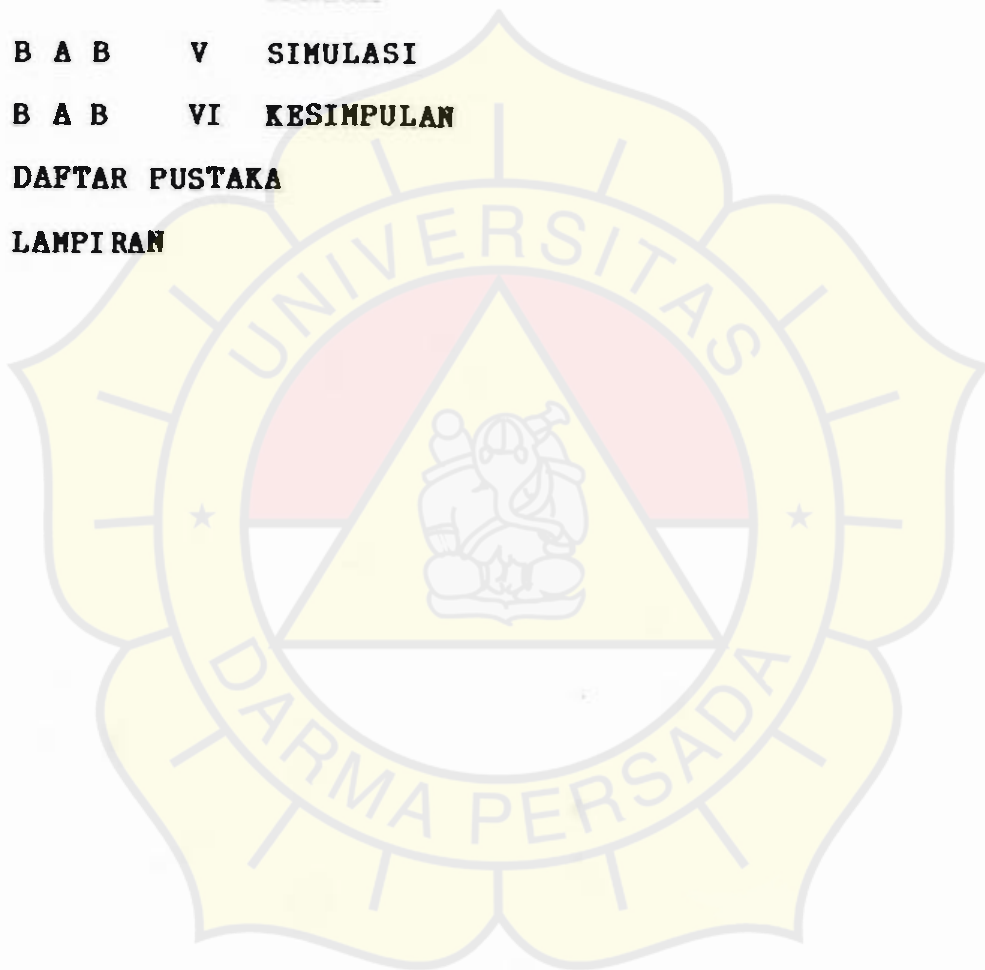 B A B V SIMULASI
B A B VI KESIMPULAN
DAFTAR PUSTAKA
LAMPIRAN
UNIVERSITAS
DARMA PERSADA